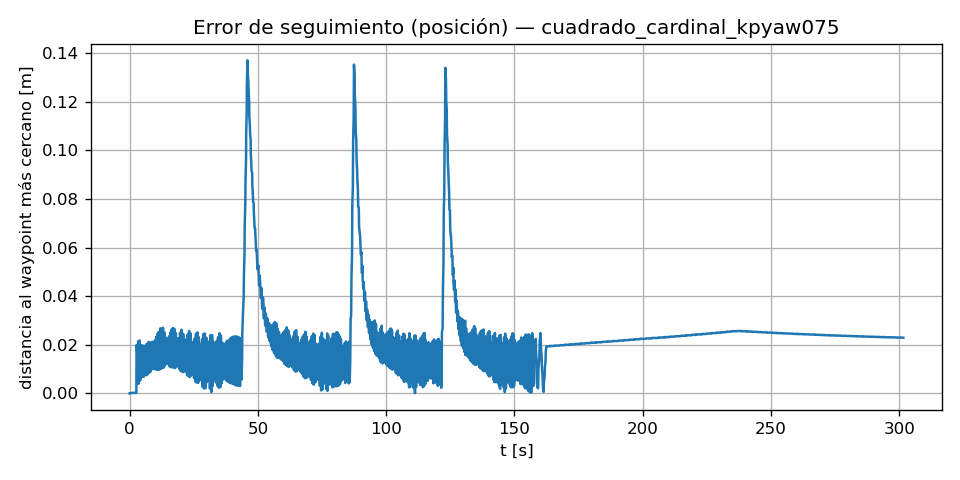 Error de seguimiento (posición) — cuadrado_cardinal_kpyaw075
distancia al waypoint más cercano [m]
0.14
0.12
0.10
0.08
0.06
0.04
0.02
0.00
0 50 100 150 200 250 300
t [s]